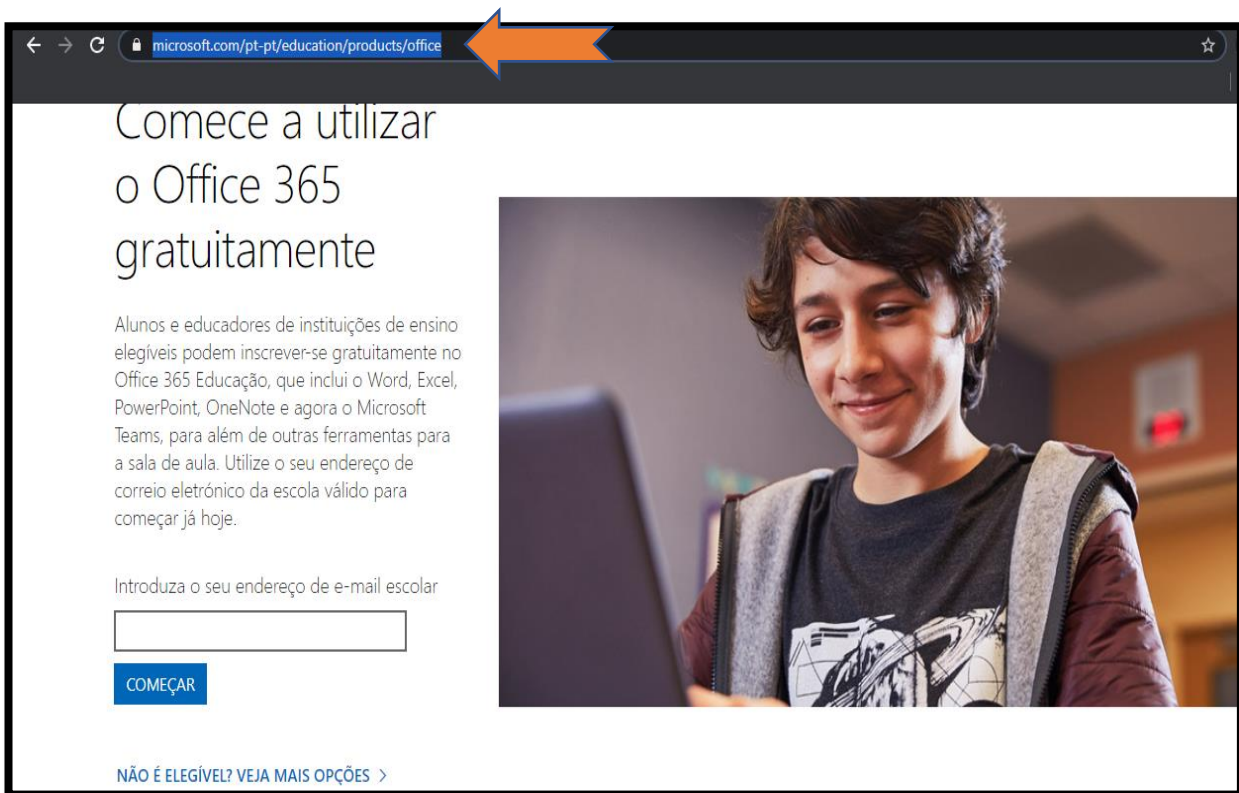 microsoft.com/pt-pt/education/products/office
Comece a utilizar
o Office 365
gratuitamente
Alunos e educadores de instituições de ensino
elegíveis podem inscrever-se gratuitamente no
Office 365 Educação, que inclui o Word, Excel,
PowerPoint, OneNote e agora o Microsoft
Teams, para além de outras ferramentas para
a sala de aula. Utilize o seu endereço de
correio eletrónico da escola válido para
começar já hoje.
Introduza o seu endereço de e-mail escolar
COMEÇAR
NÃO É ELEGÍVEL? VEJA MAIS OPÇÕES >